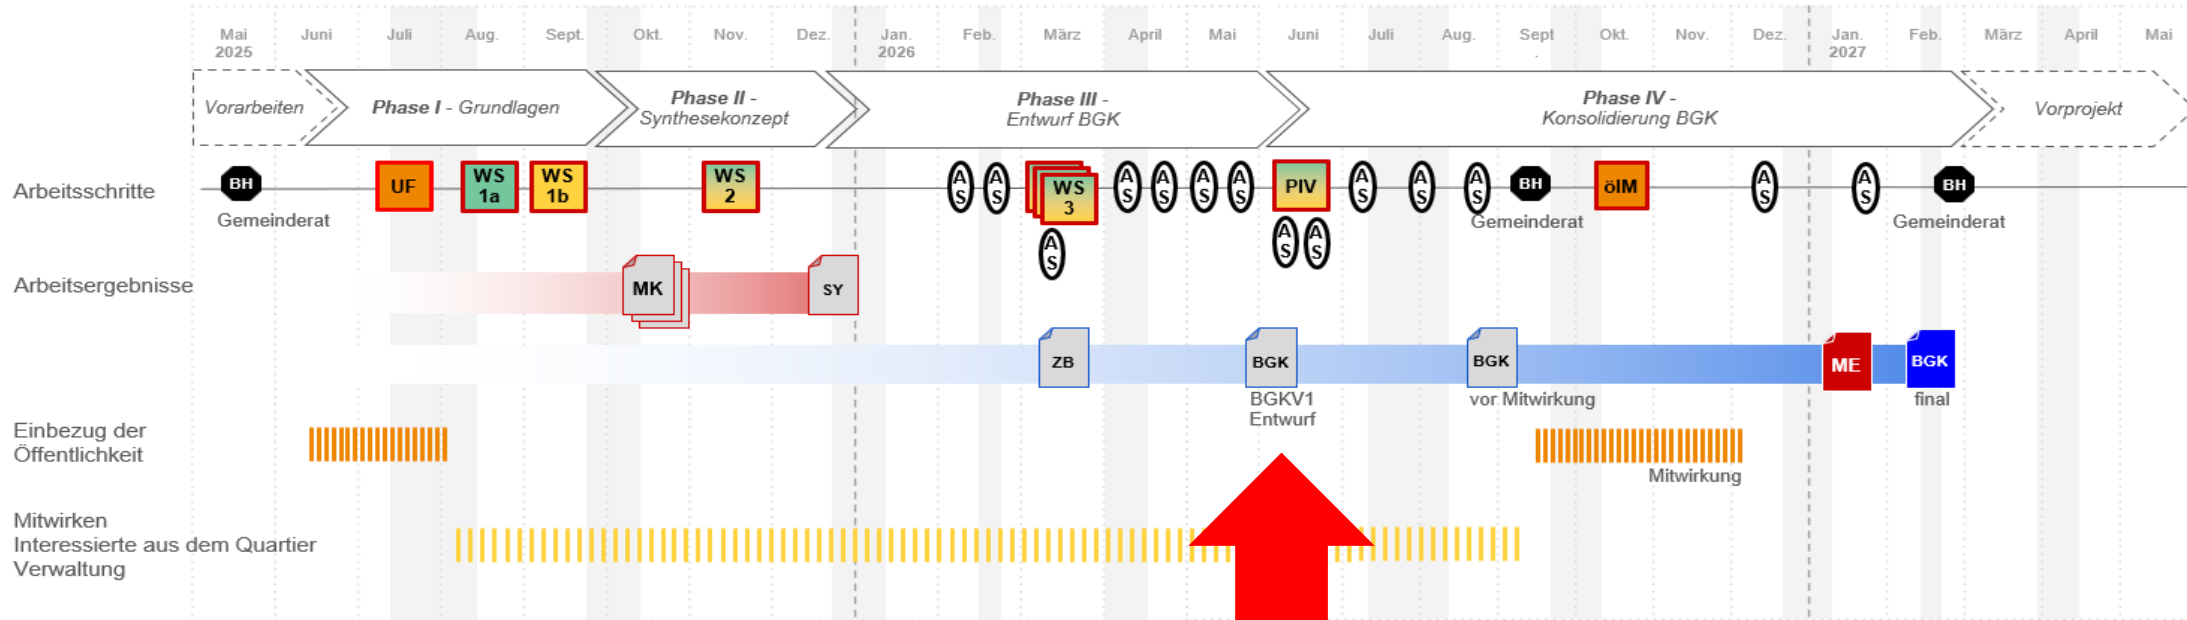 Mai
2025
Juni
Juli
Aug.
Sept.
Okt.
Nov.
Dez.
Jan.
2026
Feb.
März
April
Mai
Juni
Juli
Aug.
Sept
.
Okt.
Nov.
Dez.
Jan.
2027
Feb.
März
April
Mai
Vorarbeiten
Phase I - Grundlagen
Phase II -
Synthesekonzept
Phase III -
Entwurf BGK
Phase IV -
Konsolidierung BGK
Vorprojekt
Arbeitsschritte
BH
Gemeinderat
UF
WS
1a
WS
1b
WS
2
A
S
A
S
WS
3
A
S
A
S
A
S
A
S
A
S
PIV
A
S
A
S
A
S
A
S
A
S
BH
Gemeinderat
öIM
A
S
A
S
BH
Gemeinderat
Arbeitsergebnisse
MK
SY
ZB
BGK
BGKV1
Entwurf
BGK
vor Mitwirkung
ME
BGK
final
Einbezug der
Öffentlichkeit
Mitwirkung
Mitwirken
Interessierte aus dem Quartier
Verwaltung